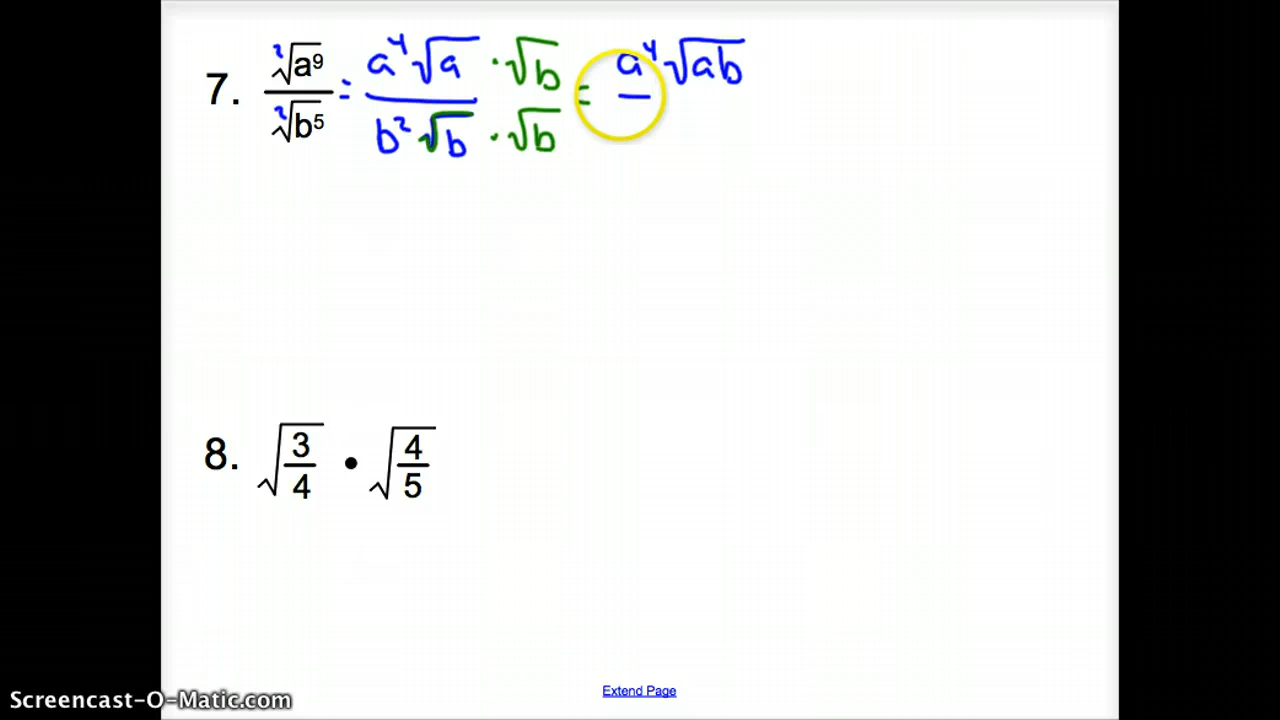 7. ²√a⁹ / ²√b⁵ = a⁴√a / b²√b · √b / · √b = a⁴√ab
8. √3/4 • √4/5
Extend Page
Screencast-O-Matic.com